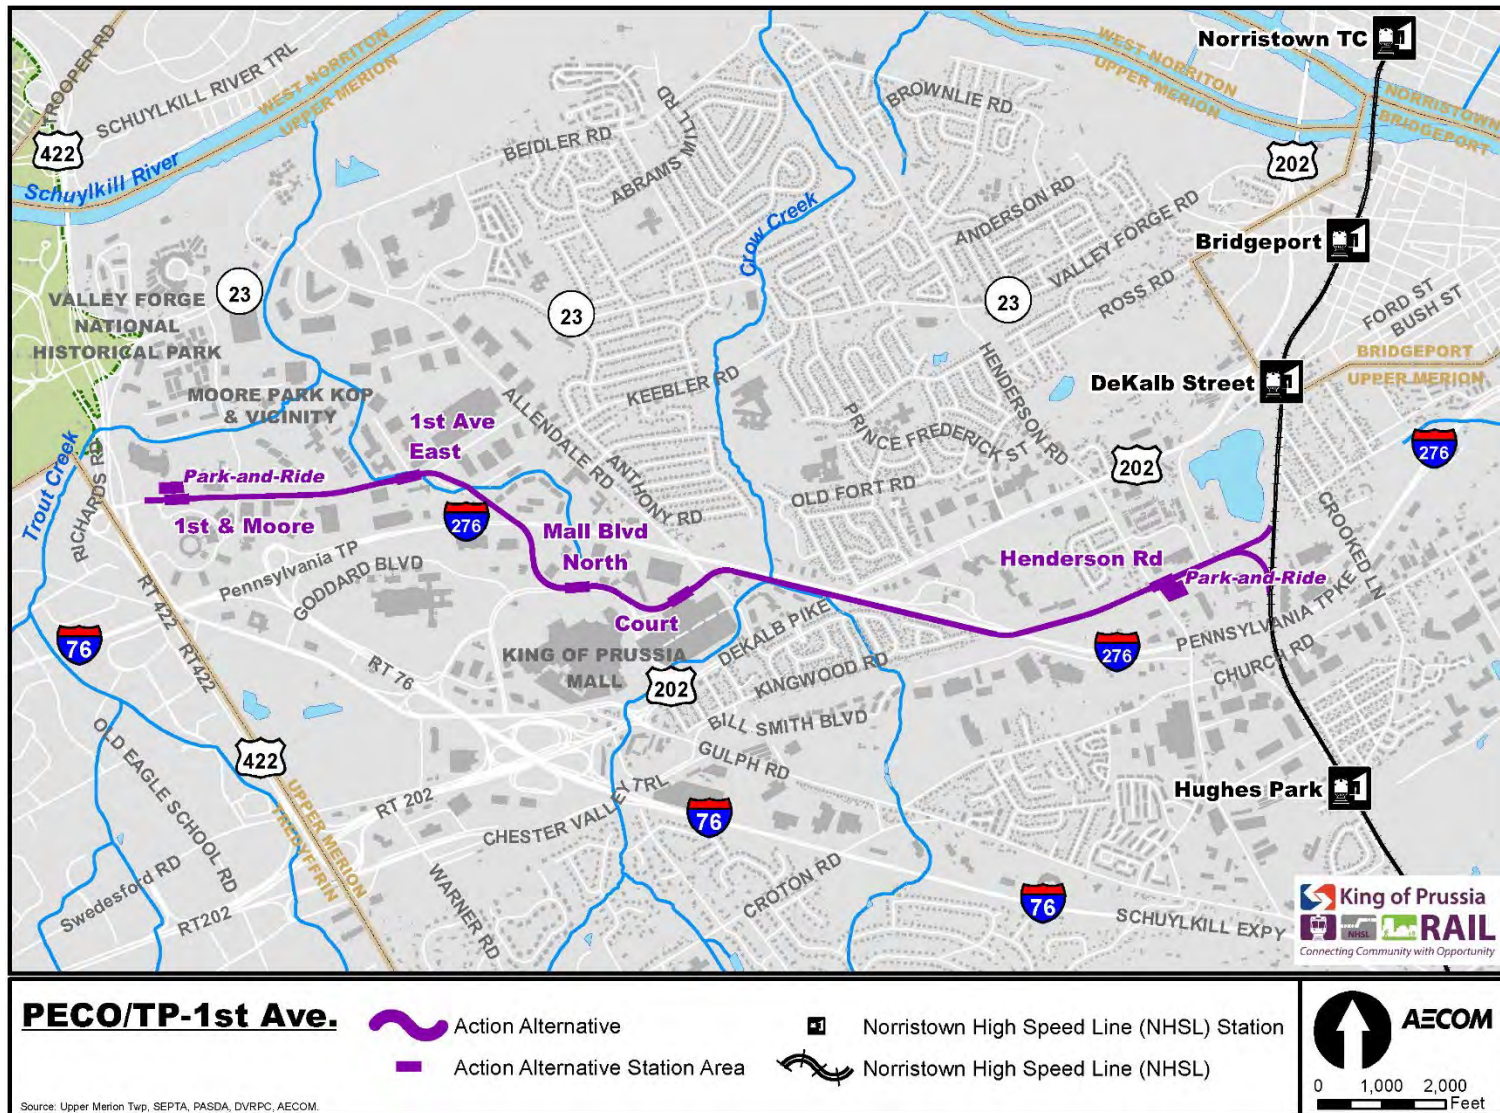 Norristown TC
TROOPER RD
SCHUYLKILL RIVER TRL
WEST NORRITON
UPPER MERION
WEST NORRITON
UPPER MERION
NORRISTOWN
BRIDGEPORT
422
Schuylkill River
BEIDLER RD
ABRAMS MILL RD
BROWNLIE RD
202
Crow Creek
ANDERSON RD
VALLEY FORGE RD
ROSS RD
Bridgeport
VALLEY FORGE
NATIONAL
HISTORICAL PARK
23
23
23
FORD ST
BUSH ST
BRIDGEPORT
UPPER MERION
MOORE PARK KOP
& VICINITY
KEEBLER RD
HENDERSON RD
DeKalb Street
ALLENDALE RD
1st Ave
East
PRINCE FREDERICK ST
276
202
Trout Creek
RICHARDS RD
Park-and-Ride
1st & Moore
ANTHONY RD
OLD FORT RD
CROOKED LN
276
Mall Blvd
North
Henderson Rd
Park-and-Ride
Pennsylvania TP
GODDARD BLVD
RT 422
RT422
76
Court
DEKALB PIKE
KING OF PRUSSIA
MALL
RT 76
202
KINGWOOD RD
276
PENNSYLVANIA TPKE
CHURCH RD
BILL SMITH BLVD
GULPH RD
422
OLD EAGLE SCHOOL RD
UPPER MERION
TREDYFFRIN
RT 202
CHESTER VALLEY TRL
76
Hughes Park
Swedesford RD
RT202
WARNER RD
CROTON RD
76
SCHUYLKILL EXPY
King of Prussia
NHSL
RAIL
Connecting Community with Opportunity
PECO/TP-1st Ave.
Action Alternative
Action Alternative Station Area
Norristown High Speed Line (NHSL) Station
Norristown High Speed Line (NHSL)
AECOM
0 1,000 2,000
Feet
Source: Upper Merion Twp, SEPTA, PASDA, DVRPC, AECOM.